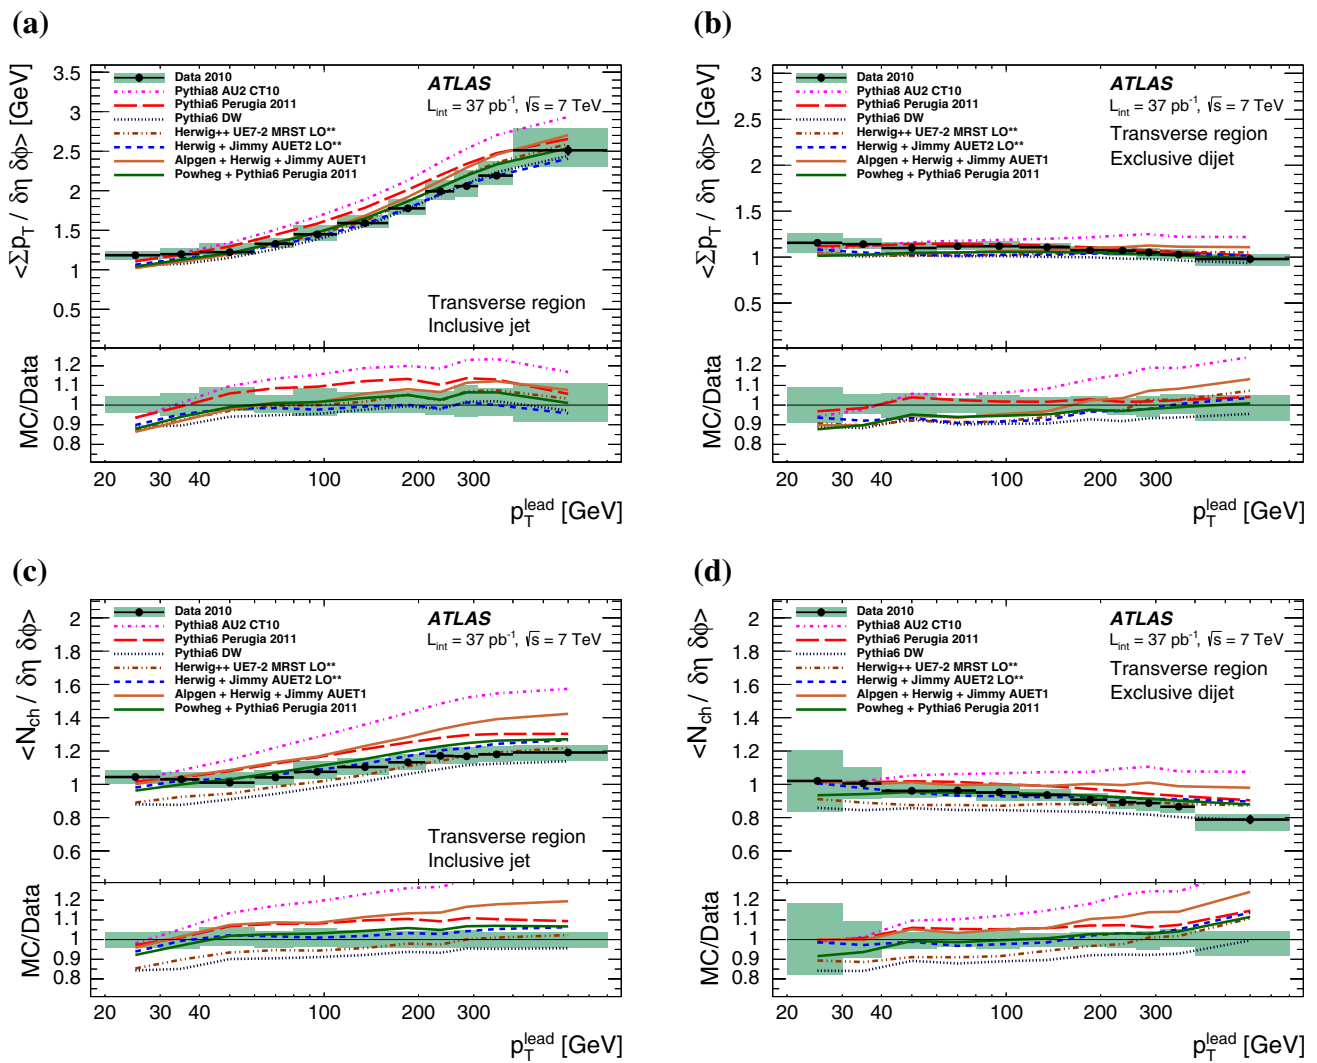 (a)
<Σp_T / δη δϕ> [GeV]
3.5
3
2.5
2
1.5
1
0.5
Data 2010
Pythia8 AU2 CT10
Pythia6 Perugia 2011
Pythia6 DW
Herwig++ UE7-2 MRST LO**
Herwig + Jimmy AUET2 LO**
Alpgen + Herwig + Jimmy AUET1
Powheg + Pythia6 Perugia 2011
ATLAS
L_int = 37 pb⁻¹, √s = 7 TeV
Transverse region
Inclusive jet
MC/Data
1.2
1.1
1
0.9
0.8
20 30 40 100 200 300
p_T^lead [GeV]
(b)
<Σp_T / δη δϕ> [GeV]
3
2.5
2
1.5
1
0.5
Data 2010
Pythia8 AU2 CT10
Pythia6 Perugia 2011
Pythia6 DW
Herwig++ UE7-2 MRST LO**
Herwig + Jimmy AUET2 LO**
Alpgen + Herwig + Jimmy AUET1
Powheg + Pythia6 Perugia 2011
ATLAS
L_int = 37 pb⁻¹, √s = 7 TeV
Transverse region
Exclusive dijet
MC/Data
1.2
1.1
1
0.9
0.8
20 30 40 100 200 300
p_T^lead [GeV]
(c)
<N_ch / δη δϕ>
2
1.8
1.6
1.4
1.2
1
0.8
0.6
Data 2010
Pythia8 AU2 CT10
Pythia6 Perugia 2011
Pythia6 DW
Herwig++ UE7-2 MRST LO**
Herwig + Jimmy AUET2 LO**
Alpgen + Herwig + Jimmy AUET1
Powheg + Pythia6 Perugia 2011
ATLAS
L_int = 37 pb⁻¹, √s = 7 TeV
Transverse region
Inclusive jet
MC/Data
1.2
1.1
1
0.9
0.8
20 30 40 100 200 300
p_T^lead [GeV]
(d)
<N_ch / δη δϕ>
2
1.8
1.6
1.4
1.2
1
0.8
0.6
Data 2010
Pythia8 AU2 CT10
Pythia6 Perugia 2011
Pythia6 DW
Herwig++ UE7-2 MRST LO**
Herwig + Jimmy AUET2 LO**
Alpgen + Herwig + Jimmy AUET1
Powheg + Pythia6 Perugia 2011
ATLAS
L_int = 37 pb⁻¹, √s = 7 TeV
Transverse region
Exclusive dijet
MC/Data
1.2
1.1
1
0.9
0.8
20 30 40 100 200 300
p_T^lead [GeV]